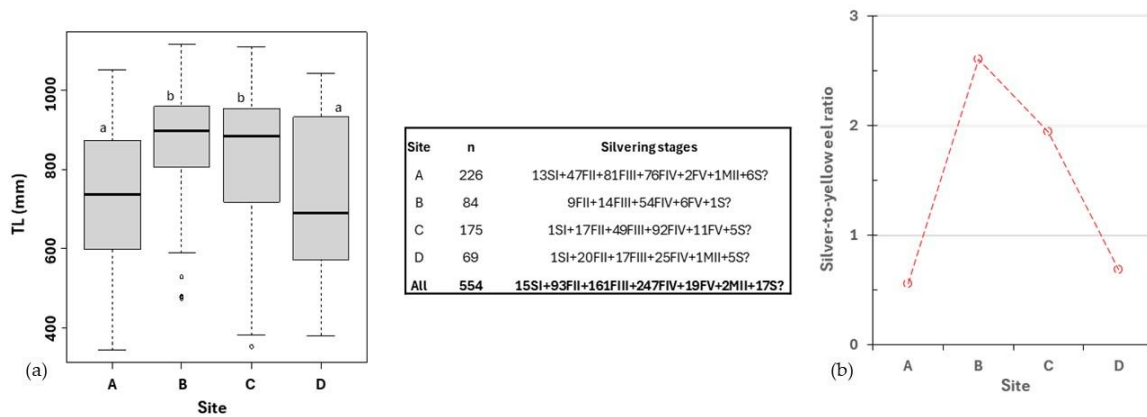 1000
800
600
400
TL (mm)
a
b
b
a
A B C D
Site
(a)
Site n Silvering stages
A 226 13SI+47FII+81FIII+76FIV+2FV+1MII+6S?
B 84 9FII+14FIII+54FIV+6FV+1S?
C 175 1SI+17FII+49FIII+92FIV+11FV+5S?
D 69 1SI+20FII+17FIII+25FIV+1MII+5S?
All 554 15SI+93FII+161FIII+247FIV+19FV+2MII+17S?
3
2
1
0
Silver-to-yellow eel ratio
A B C D
Site
(b)